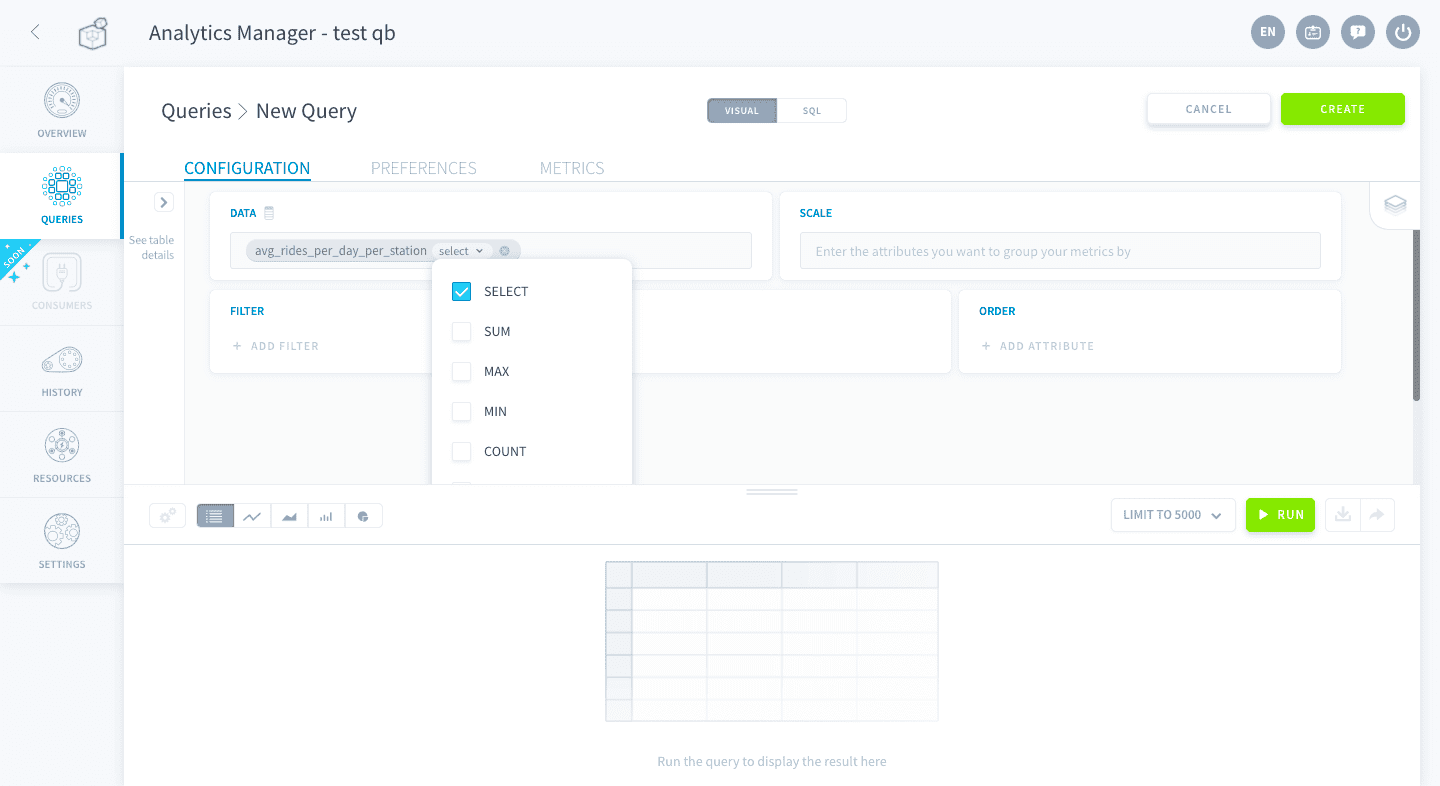 Analytics Manager - test qb
EN
OVERVIEW
QUERIES
SOON
CONSUMERS
HISTORY
RESOURCES
SETTINGS
Queries > New Query
VISUAL
SQL
CANCEL
CREATE
CONFIGURATION
PREFERENCES
METRICS
See table
details
DATA
avg_rides_per_day_per_station select
SCALE
Enter the attributes you want to group your metrics by
FILTER
+ ADD FILTER
ORDER
+ ADD ATTRIBUTE
SELECT
SUM
MAX
MIN
COUNT
LIMIT TO 5000
RUN
Run the query to display the result here